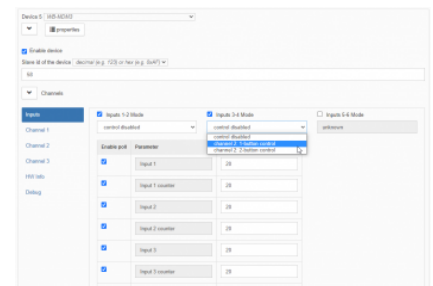 Device 5 WB-MDM3
properties
Enable device
Slave id of the device decimal (e.g. 123) or hex (e.g. 0xAF)
68
Channels
Inputs
Channel 1
Channel 2
Channel 3
HW Info
Debug
Inputs 1-2 Mode
control disabled
Inputs 3-4 Mode
control disabled
control disabled
channel 2 1-button control
channel 2 2-button control
Inputs 5-6 Mode
unknown
Enable poll Parameter
Input 1 20
Input 1 counter 20
Input 2 20
Input 2 counter 20
Input 3 20
Input 3 counter 20